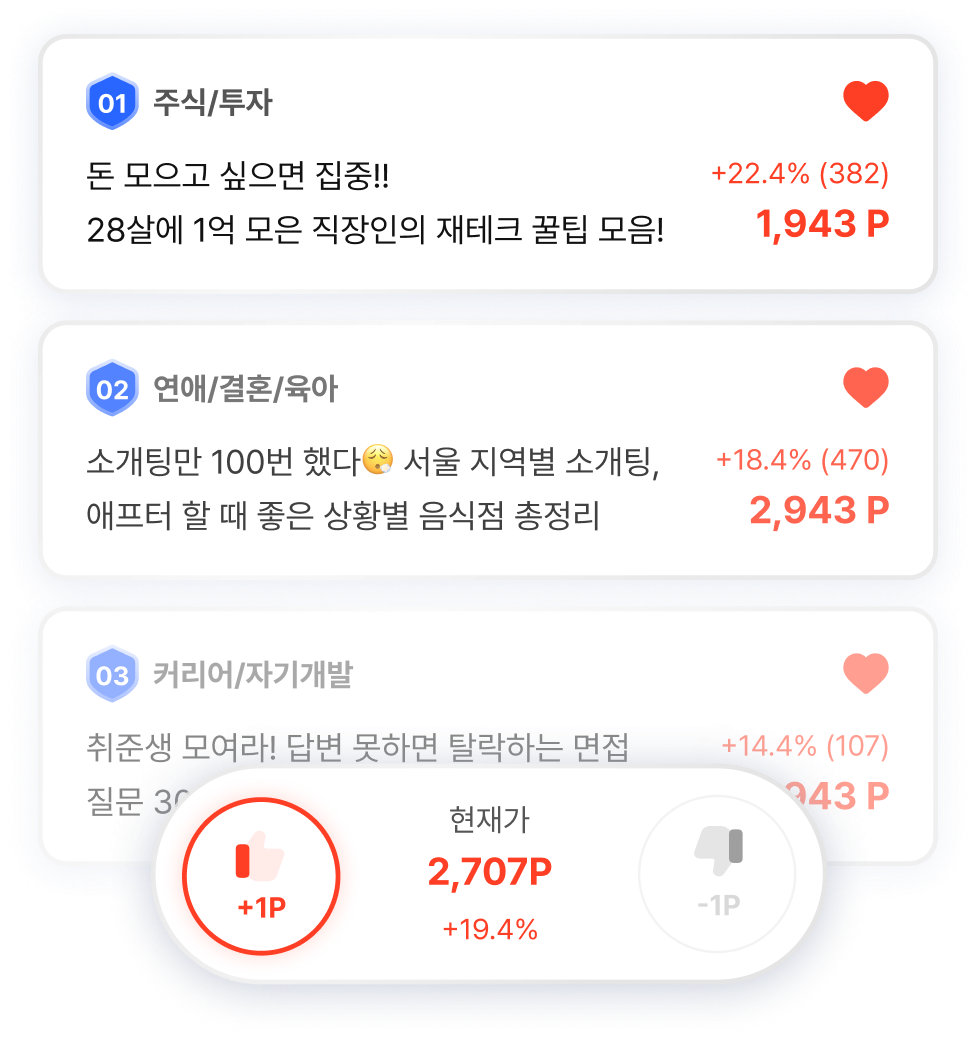 01 주식/투자
돈 모으고 싶으면 집중!!
+22.4% (382)
28살에 1억 모은 직장인의 재테크 꿀팁 모음!
1,943 P
02 연애/결혼/육아
소개팅만 100번 했다😮‍💨 서울 지역별 소개팅,
+18.4% (470)
애프터 할 때 좋은 상황별 음식점 총정리
2,943 P
03 커리어/자기개발
취준생 모여라! 답변 못하면 탈락하는 면접
+14.4% (107)
질문
943 P
현재가
2,707P
+19.4%
+1P
-1P